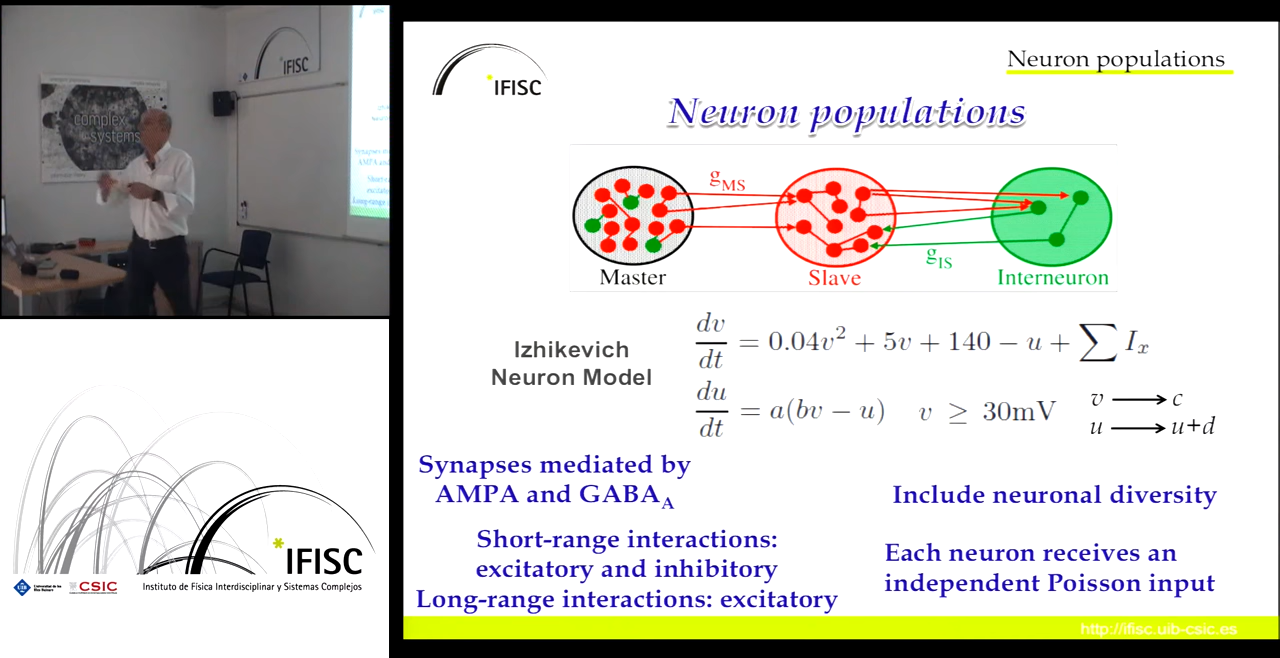 IFISC
complex
systems
IFISC
Neuron populations
Neuron populations
g_MS
g_IS
Master
Slave
Interneuron
Izhikevich
Neuron Model
dv/dt = 0.04v² + 5v + 140 − u + ∑ I_x
du/dt = a(bv − u) v ≥ 30mV
v ⟶ c
u ⟶ u+d
Synapses mediated by
AMPA and GABA_A
Include neuronal diversity
Short-range interactions:
excitatory and inhibitory
Long-range interactions: excitatory
Each neuron receives an
independent Poisson input
http://ifisc.uib-csic.es
*IFISC
UIB
CSIC
Instituto de Física Interdisciplinar y Sistemas Complejos
*IFISC